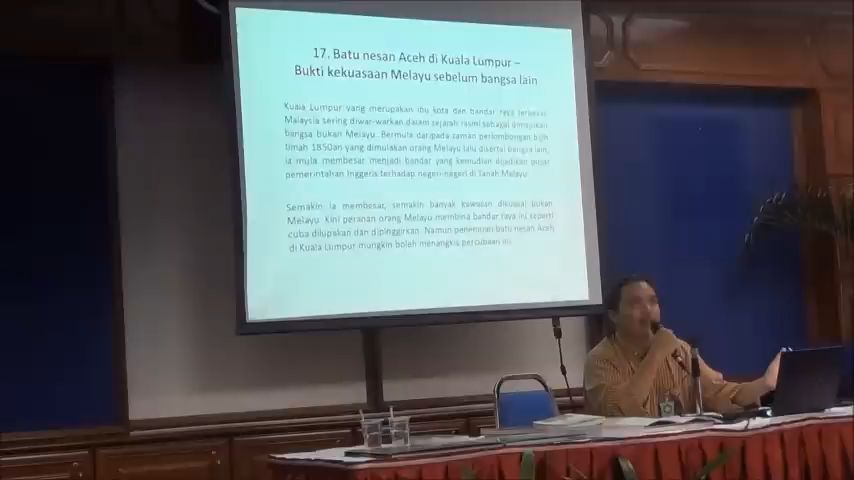 17. Batu nesan Aceh di Kuala Lumpur –
Bukti kekuasaan Melayu sebelum bangsa lain
Kuala Lumpur yang merupakan ibu kota dan bandar raya terbesar
Malaysia sering diwar-warkan dalam sejarah rasmi sebagai dimajukan
bangsa bukan Melayu. Bermula daripada zaman perlombongan bijih
timah 1850an yang dimulakan orang Melayu lalu disertai bangsa lain,
ia mula membesar menjadi bandar yang kemudian dijadikan pusat
pemerintahan Inggeris terhadap negeri-negeri di Tanah Melayu.
Semakin ia membesar, semakin banyak kawasan dikuasai bukan
Melayu. Kini peranan orang Melayu membina bandar raya ini seperti
cuba dilupakan dan dipinggirkan. Namun penemuan batu nesan Aceh
di Kuala Lumpur mungkin boleh menangkis percubaan ini.